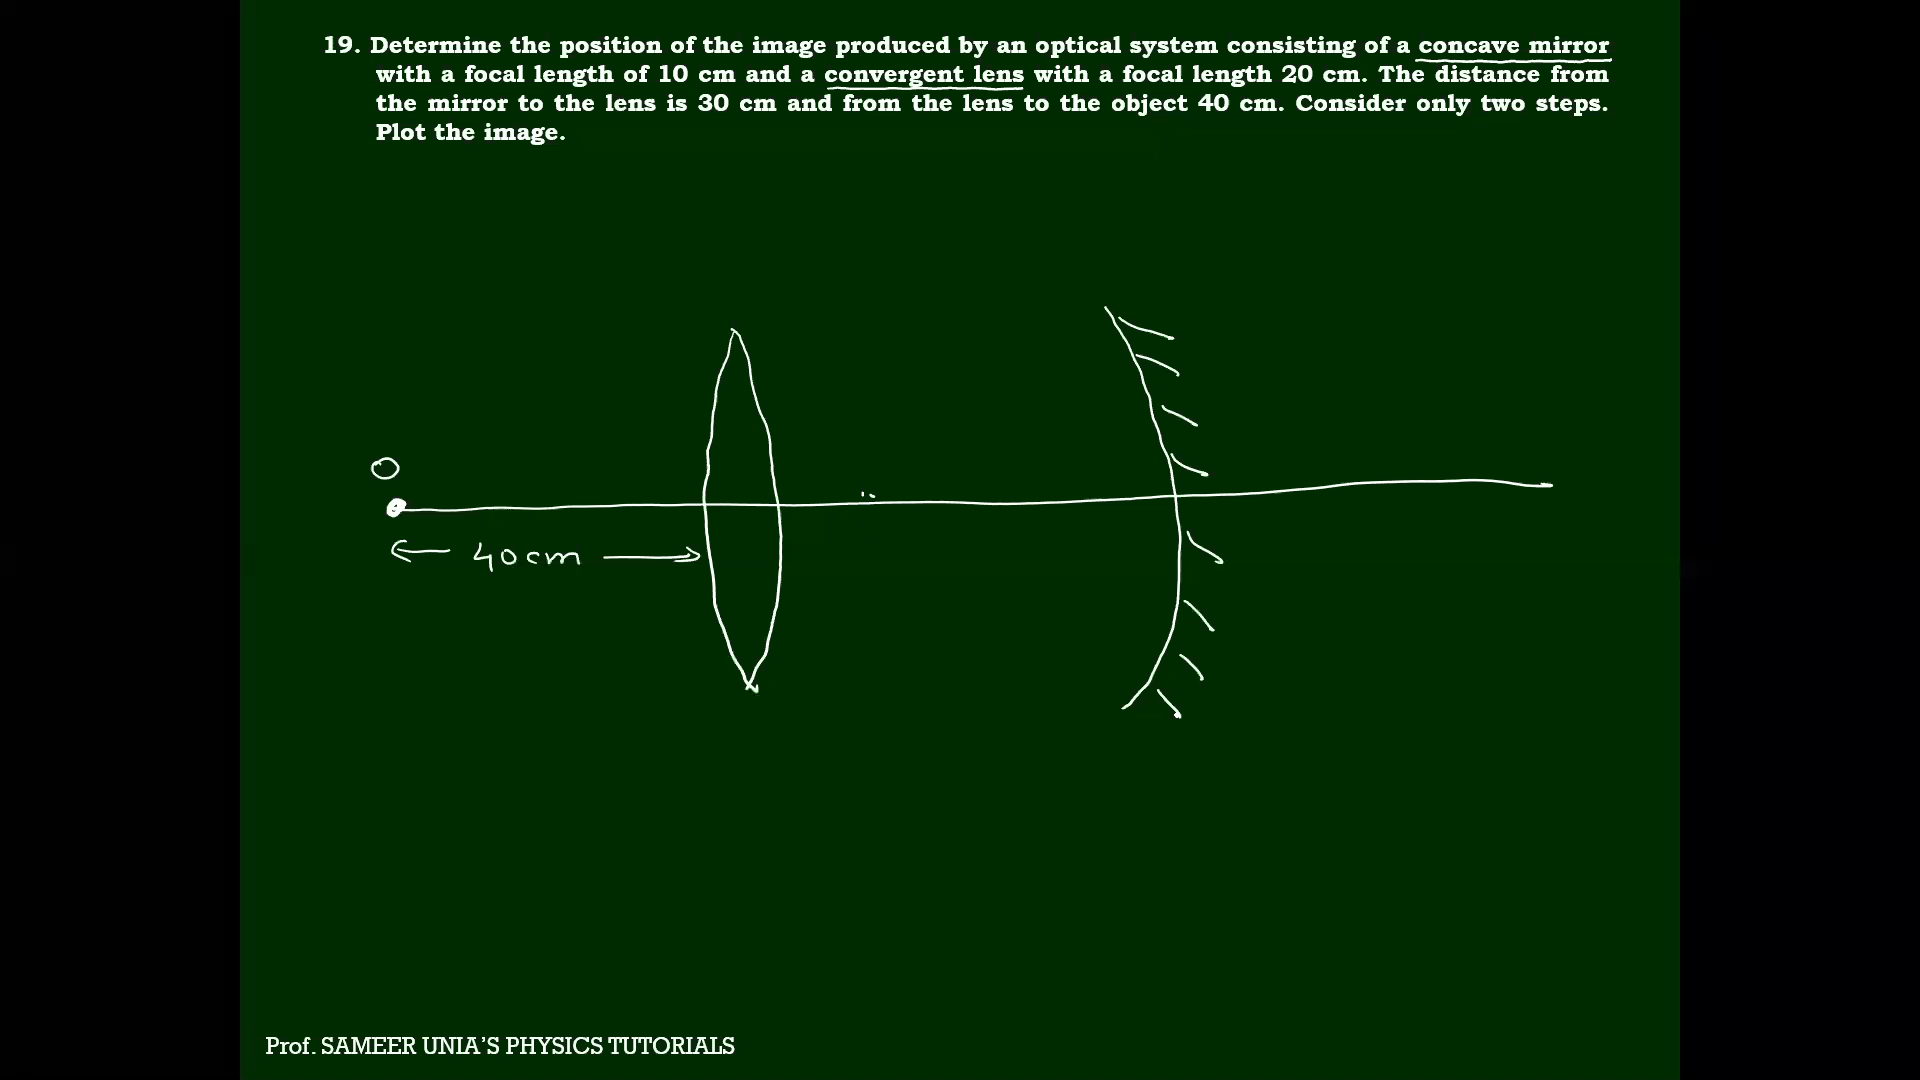 19. Determine the position of the image produced by an optical system consisting of a concave mirror
with a focal length of 10 cm and a convergent lens with a focal length 20 cm. The distance from
the mirror to the lens is 30 cm and from the lens to the object 40 cm. Consider only two steps.
Plot the image.
O
40cm
Prof. SAMEER UNIA’S PHYSICS TUTORIALS